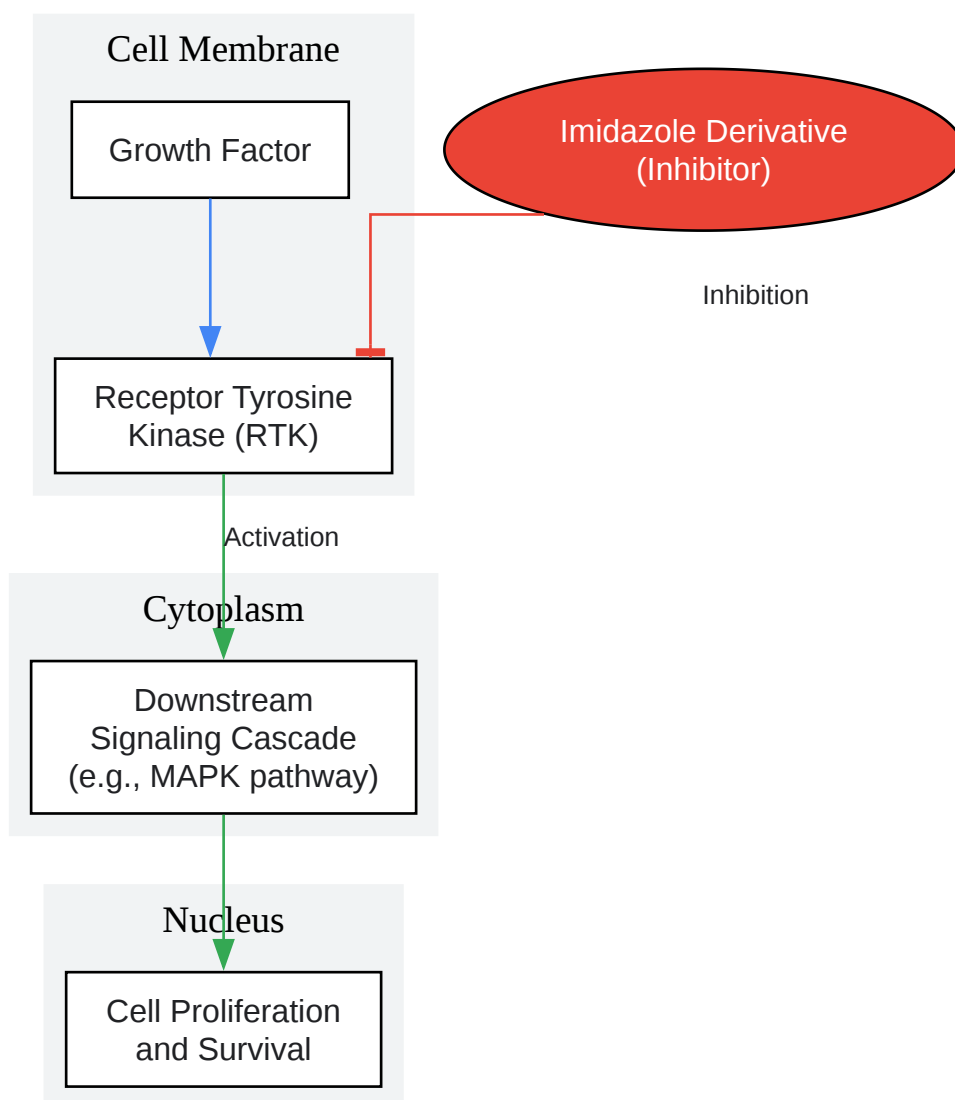 Cell Membrane
Growth Factor
Imidazole Derivative
(Inhibitor)
Inhibition
Receptor Tyrosine
Kinase (RTK)
Activation
Cytoplasm
Downstream
Signaling Cascade
(e.g., MAPK pathway)
Nucleus
Cell Proliferation
and Survival